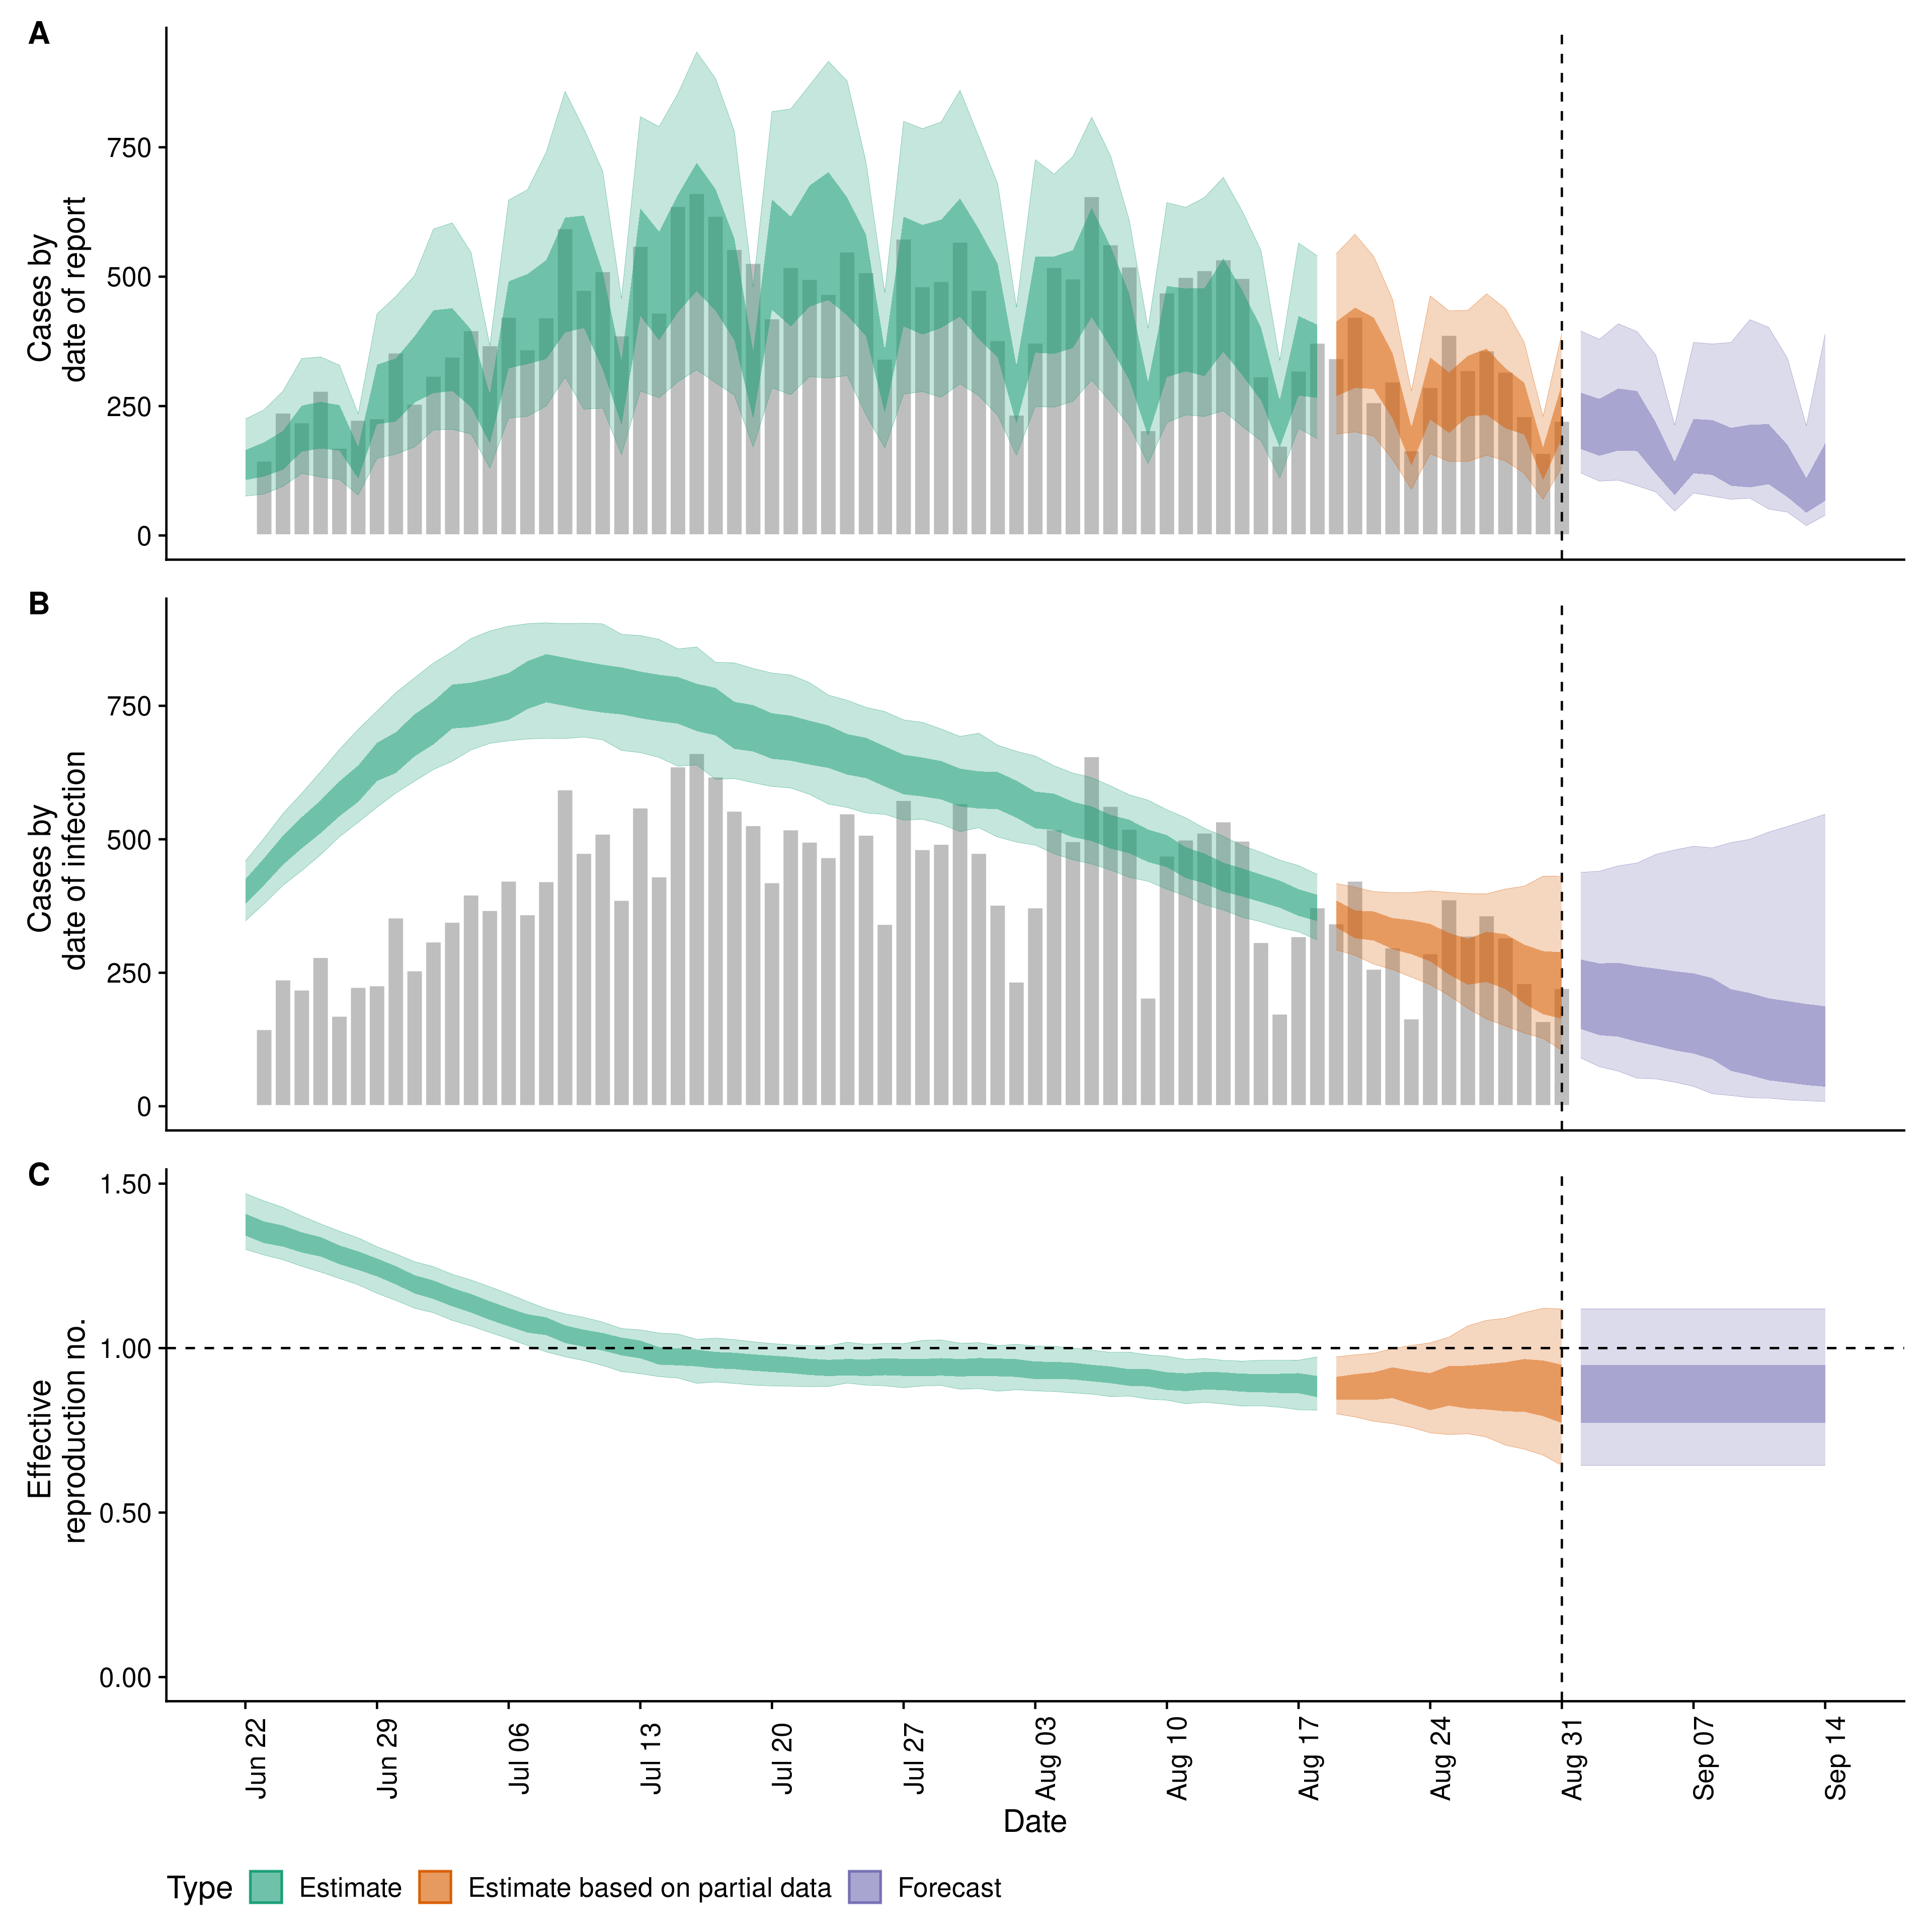 A
Cases by
date of report
750
500
250
0
B
Cases by
date of infection
750
500
250
0
C
Effective
reproduction no.
1.50
1.00
0.50
0.00
Jun 22
Jun 29
Jul 06
Jul 13
Jul 20
Jul 27
Aug 03
Aug 10
Aug 17
Aug 24
Aug 31
Sep 07
Sep 14
Date
Type Estimate Estimate based on partial data Forecast